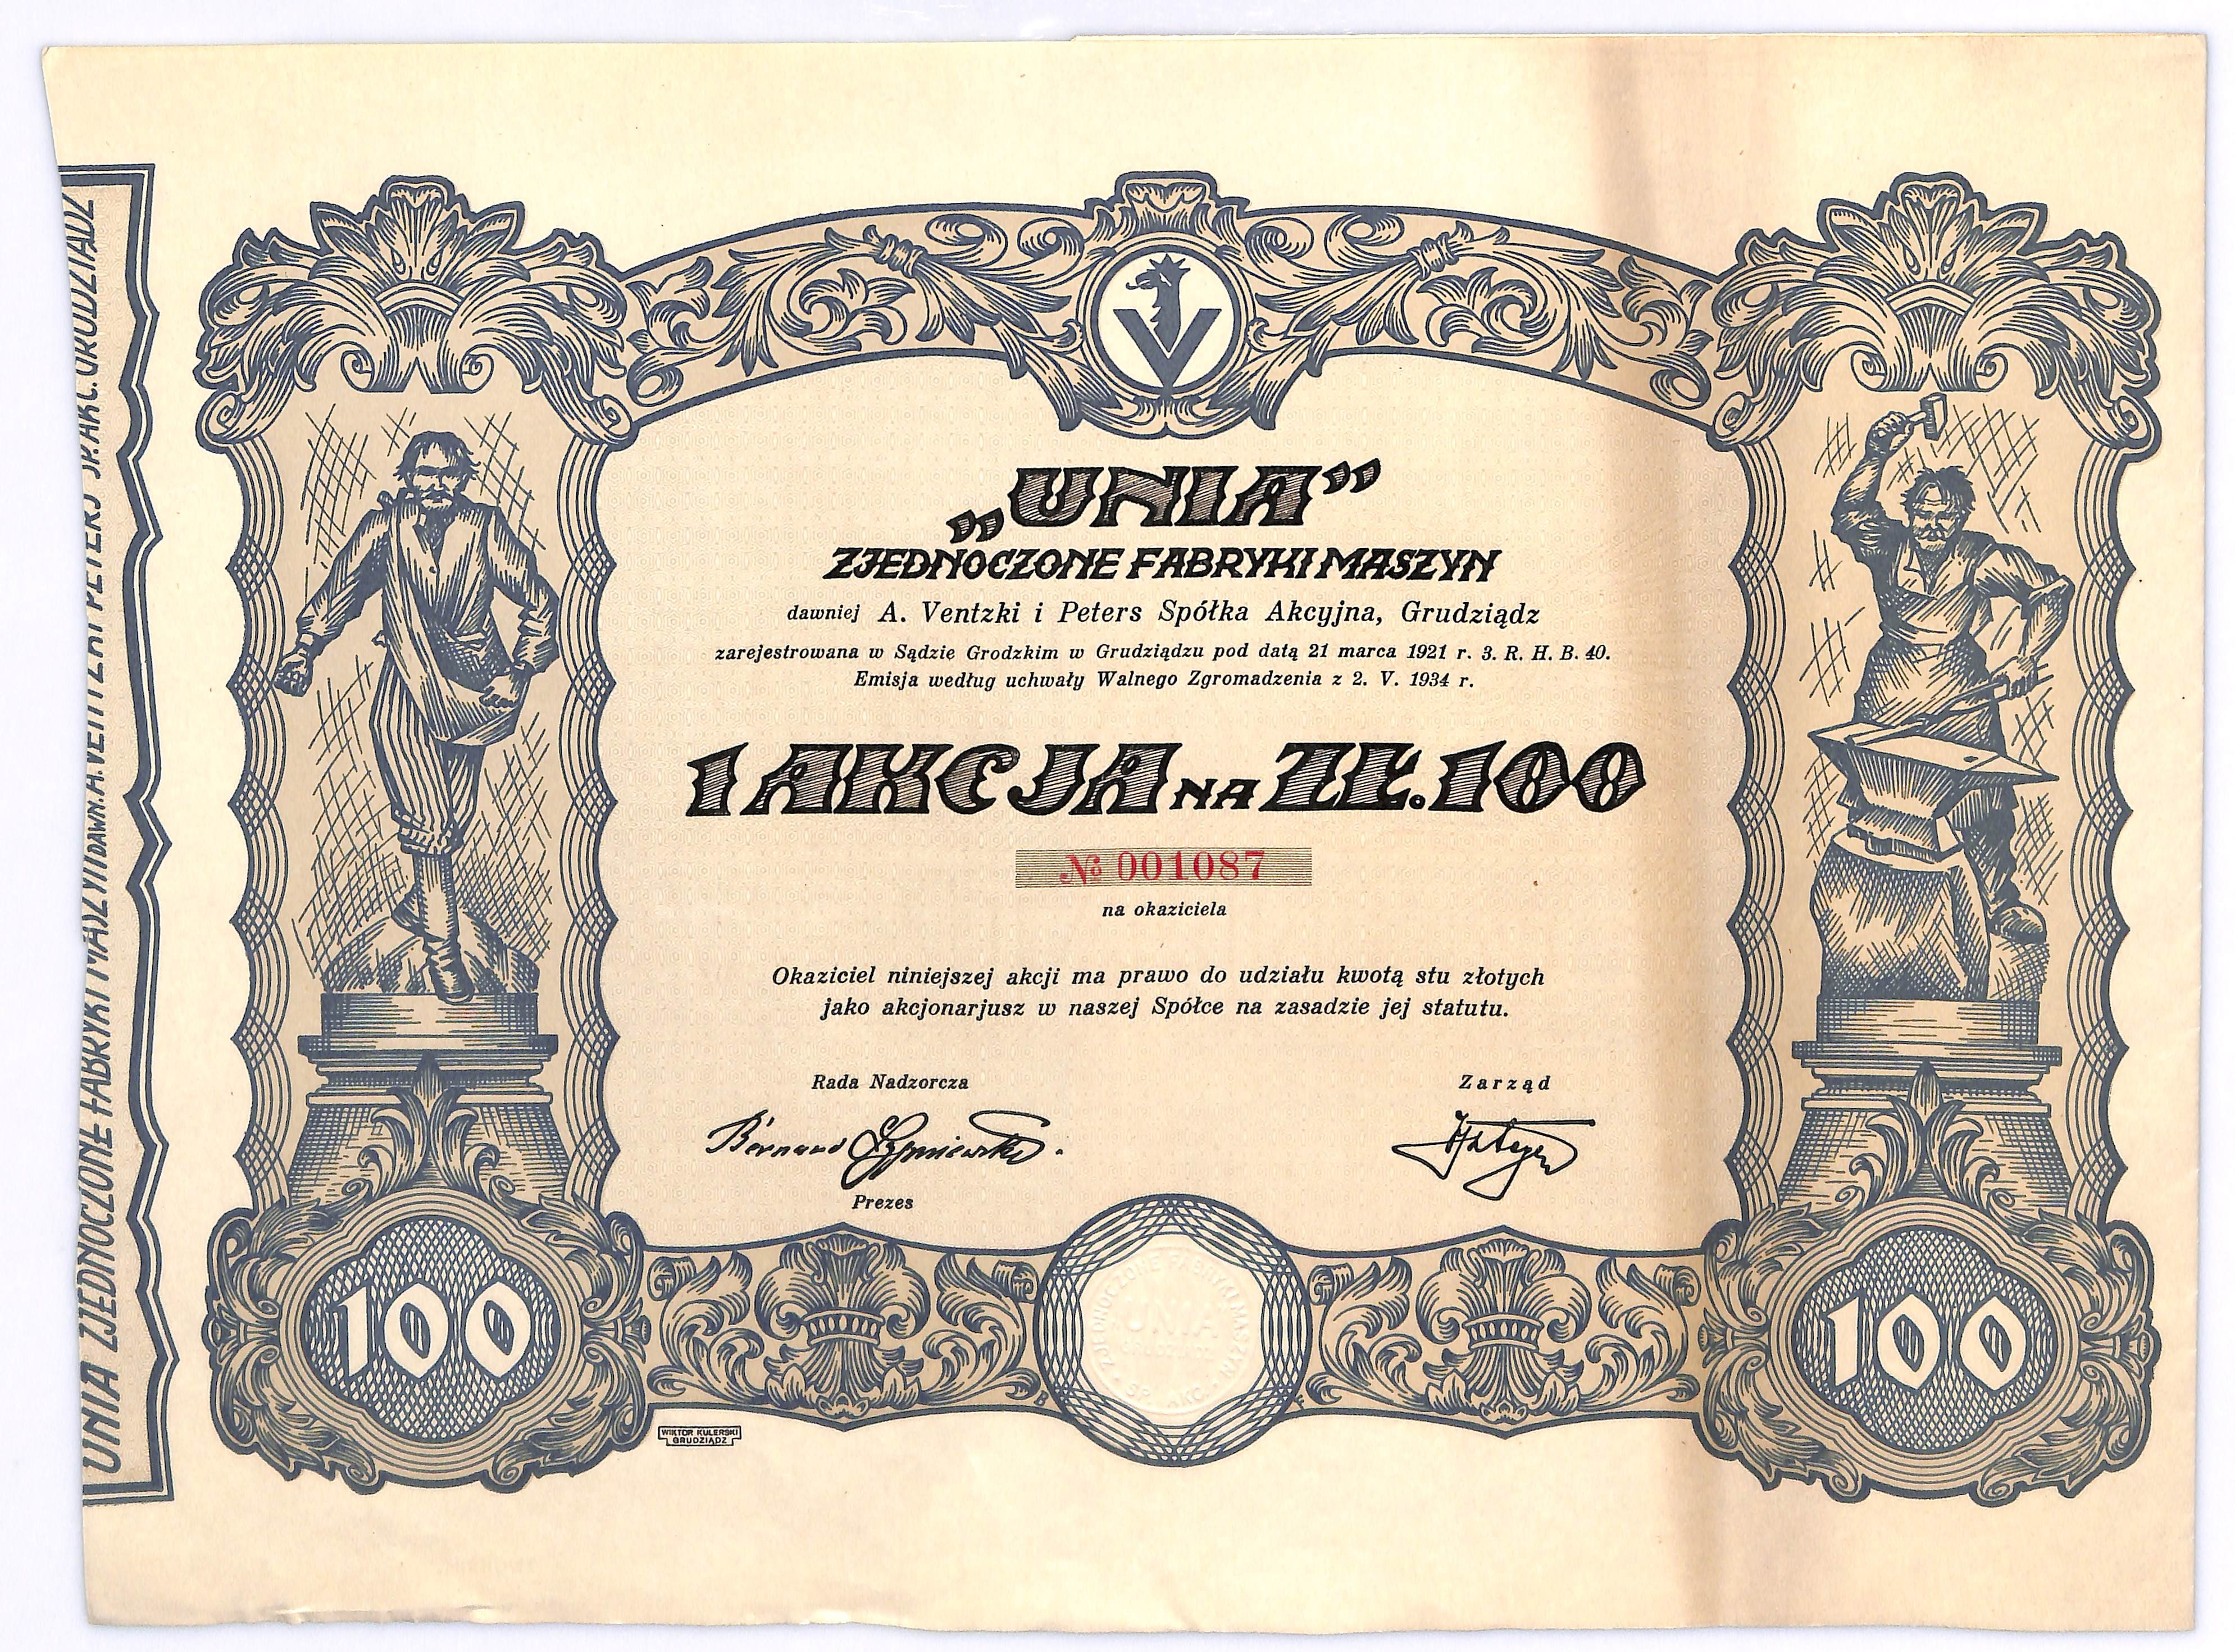 UNIA ZJEDNOCZONE FABRYKI MASZYN DAWN. A. VENTZKI I PETERS SP. AKC. GRUDZIĄDZ
„UNIA”
ZJEDNOCZONE FABRYKI MASZYN
dawniej A. Ventzki i Peters Spółka Akcyjna, Grudziądz
zarejestrowana w Sądzie Grodzkim w Grudziądzu pod datą 21 marca 1921 r. 3. R. H. B. 40.
Emisja według uchwały Walnego Zgromadzenia z 2. V. 1934 r.
1 AKCJA NA ZŁ. 100
№ 001087
na okaziciela
Okaziciel niniejszej akcji ma prawo do udziału kwotą stu złotych
jako akcjonarjusz w naszej Spółce na zasadzie jej statutu.
Rada Nadzorcza
Zarząd
Bernard
Prezes
100
100
ZJEDNOCZONE FABRYKI MASZYN
UNIA
GRUDZIĄDZ
SP. AKC.
WIKTOR KULERSKI
GRUDZIĄDZ